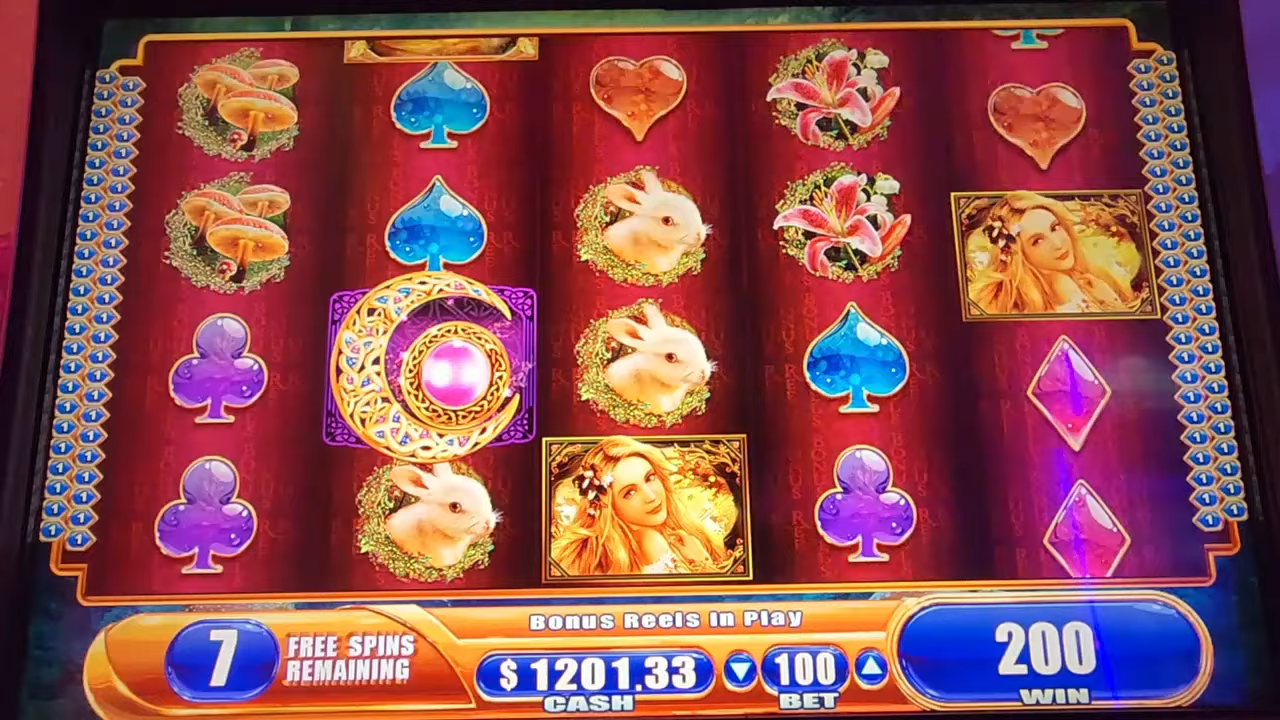 Bonus Reels in Play
7
FREE SPINS
REMAINING
$ 1201.33
CASH
100
BET
200
WIN